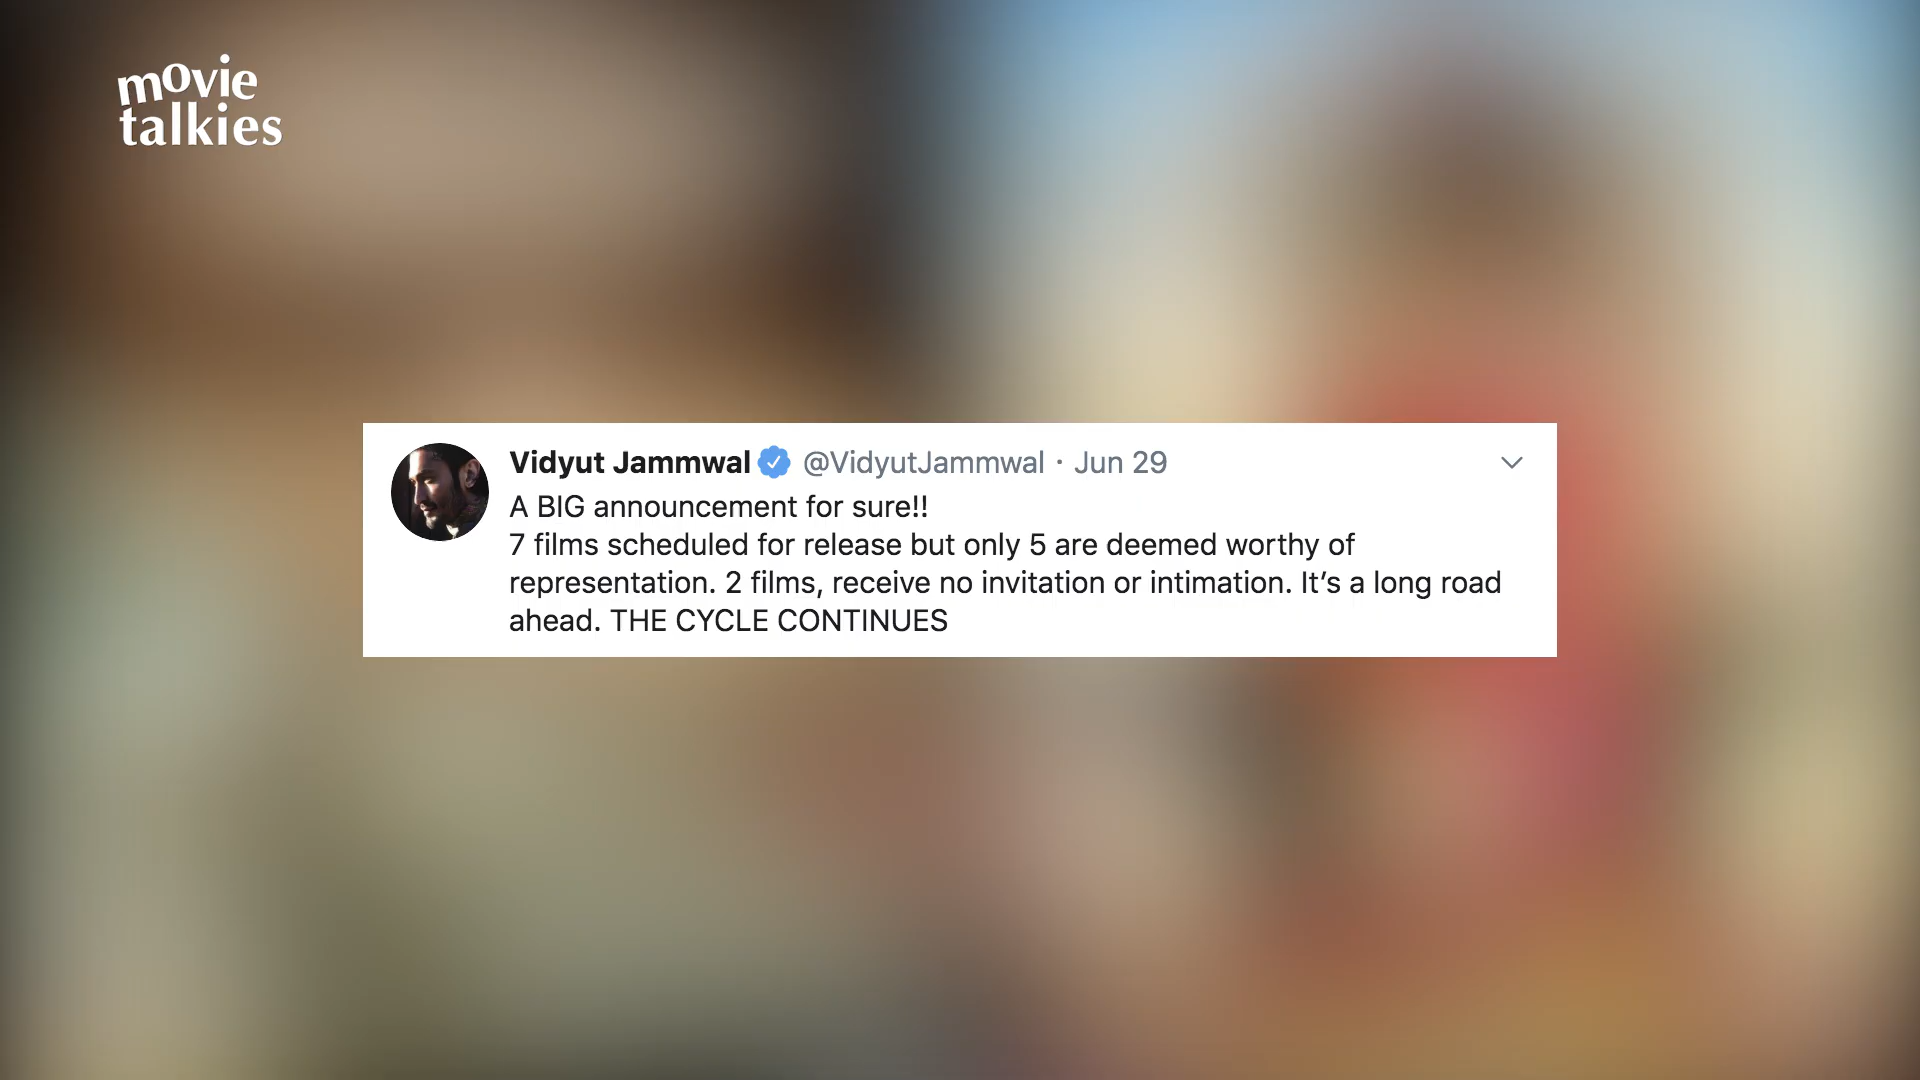 movie
talkies
Vidyut Jammwal @VidyutJammwal · Jun 29
A BIG announcement for sure!!
7 films scheduled for release but only 5 are deemed worthy of
representation. 2 films, receive no invitation or intimation. It’s a long road
ahead. THE CYCLE CONTINUES